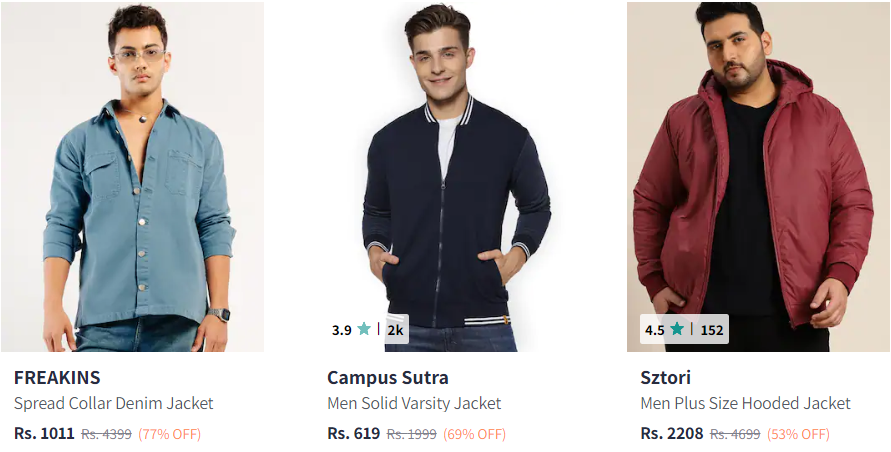 3.9 ★ | 2k
4.5 ★ | 152
FREAKINS
Spread Collar Denim Jacket
Rs. 1011 Rs. 4399 (77% OFF)
Campus Sutra
Men Solid Varsity Jacket
Rs. 619 Rs. 1999 (69% OFF)
Sztori
Men Plus Size Hooded Jacket
Rs. 2208 Rs. 4699 (53% OFF)